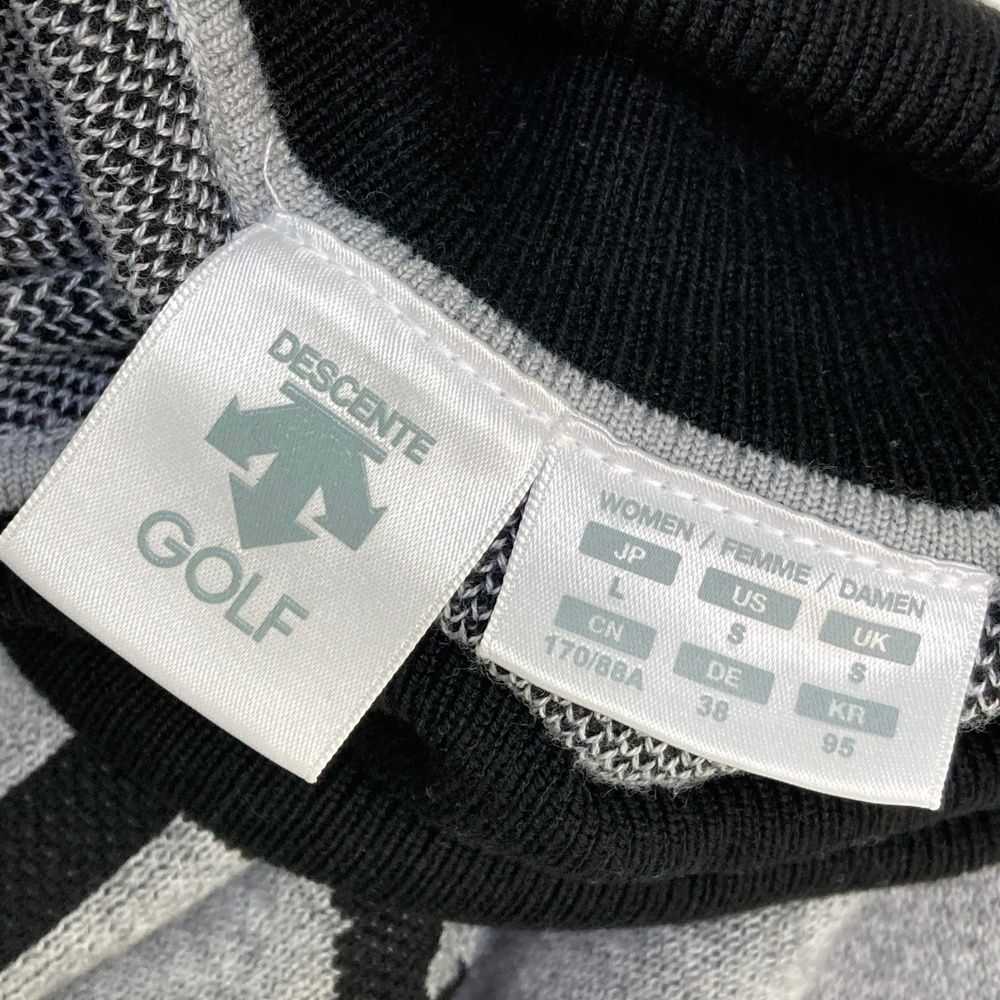 DESCENTE
GOLF
WOMEN / FEMME / DAMEN
JP US UK
L S S
CN DE KR
170/88A 38 95